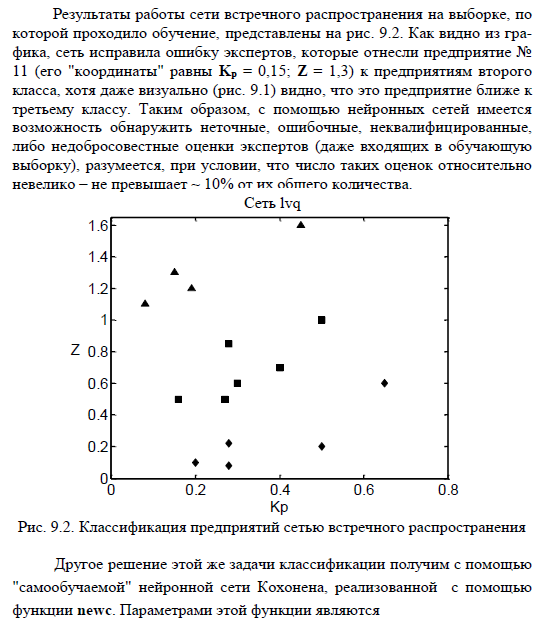 Результаты работы сети встречного распространения на выборке, по
которой проходило обучение, представлены на рис. 9.2. Как видно из гра-
фика, сеть исправила ошибку экспертов, которые отнесли предприятие №
11 (его "координаты" равны Kp = 0,15; Z = 1,3) к предприятиям второго
класса, хотя даже визуально (рис. 9.1) видно, что это предприятие ближе к
третьему классу. Таким образом, с помощью нейронных сетей имеется
возможность обнаружить неточные, ошибочные, неквалифицированные,
либо недобросовестные оценки экспертов (даже входящих в обучающую
выборку), разумеется, при условии, что число таких оценок относительно
невелико – не превышает ~ 10% от их общего количества.
Сеть lvq
1.6
1.4
1.2
1
Z
0.8
0.6
0.4
0.2
0
0 0.2 0.4 0.6 0.8
Kp
Рис. 9.2. Классификация предприятий сетью встречного распространения
Другое решение этой же задачи классификации получим с помощью
"самообучаемой" нейронной сети Кохонена, реализованной с помощью
функции newc. Параметрами этой функции являются